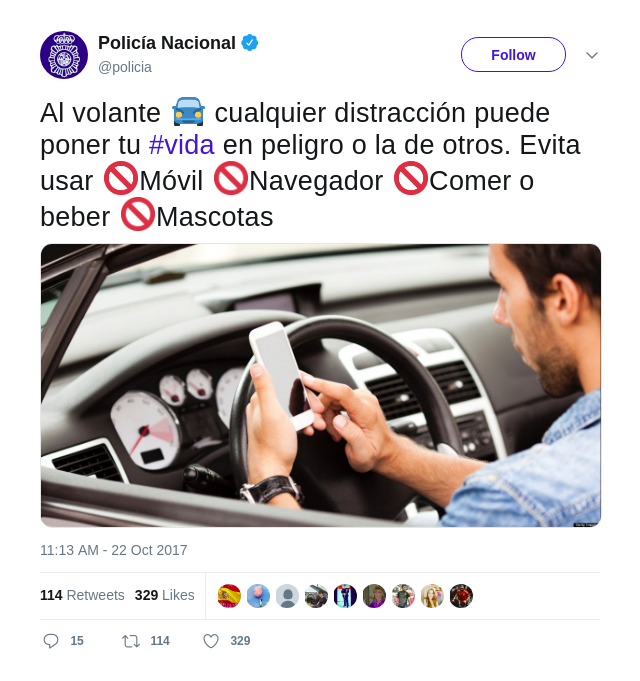 Policía Nacional
@policia
Follow
Al volante cualquier distracción puede
poner tu #vida en peligro o la de otros. Evita
usar Móvil Navegador Comer o
beber Mascotas
11:13 AM - 22 Oct 2017
114 Retweets 329 Likes
15 114 329